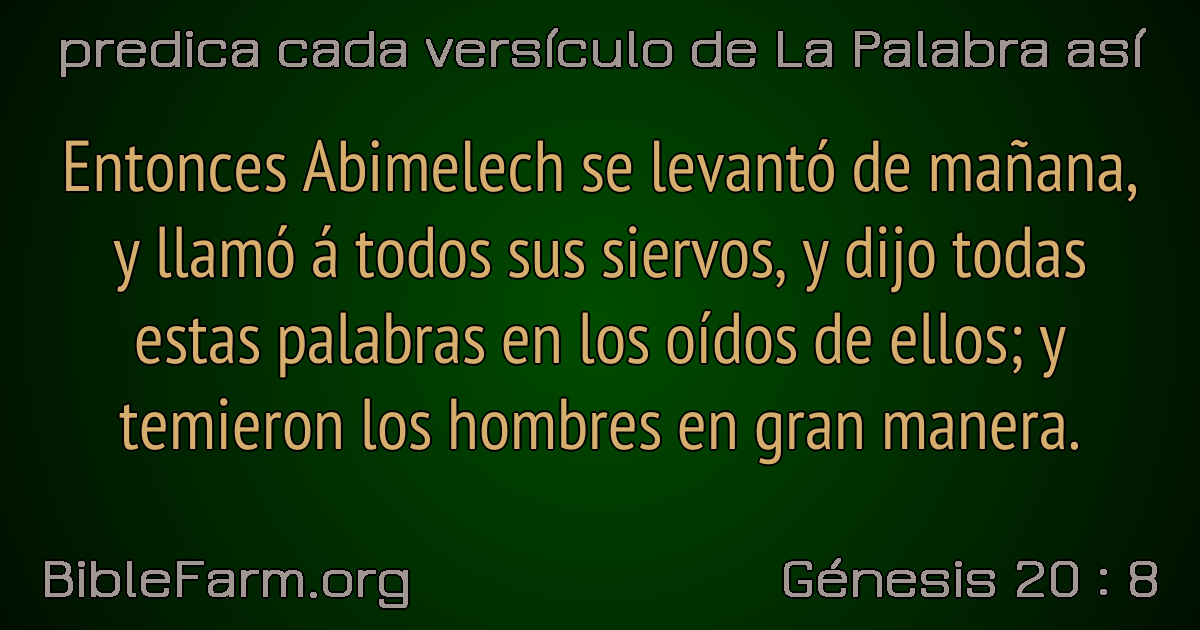 predica cada versículo de La Palabra así
Entonces Abimelech se levantó de mañana,
y llamó á todos sus siervos, y dijo todas
estas palabras en los oídos de ellos; y
temieron los hombres en gran manera.
BibleFarm.org
Génesis 20 : 8